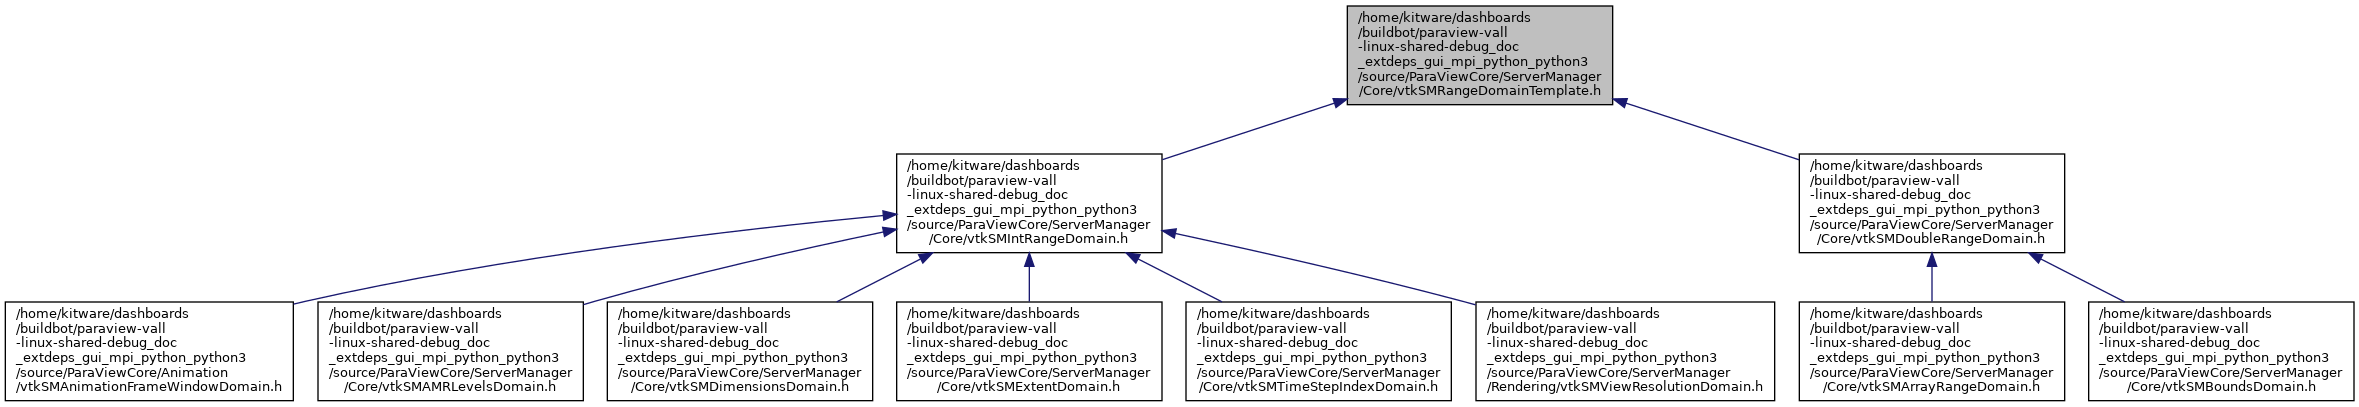 /home/kitware/dashboards
/buildbot/paraview-vall
-linux-shared-debug_doc
_extdeps_gui_mpi_python_python3
/source/ParaViewCore/ServerManager
/Core/vtkSMRangeDomainTemplate.h
/home/kitware/dashboards
/buildbot/paraview-vall
-linux-shared-debug_doc
_extdeps_gui_mpi_python_python3
/source/ParaViewCore/ServerManager
/Core/vtkSMIntRangeDomain.h
/home/kitware/dashboards
/buildbot/paraview-vall
-linux-shared-debug_doc
_extdeps_gui_mpi_python_python3
/source/ParaViewCore/ServerManager
/Core/vtkSMDoubleRangeDomain.h
/home/kitware/dashboards
/buildbot/paraview-vall
-linux-shared-debug_doc
_extdeps_gui_mpi_python_python3
/source/ParaViewCore/Animation
/vtkSMAnimationFrameWindowDomain.h
/home/kitware/dashboards
/buildbot/paraview-vall
-linux-shared-debug_doc
_extdeps_gui_mpi_python_python3
/source/ParaViewCore/ServerManager
/Core/vtkSMAMRLevelsDomain.h
/home/kitware/dashboards
/buildbot/paraview-vall
-linux-shared-debug_doc
_extdeps_gui_mpi_python_python3
/source/ParaViewCore/ServerManager
/Core/vtkSMDimensionsDomain.h
/home/kitware/dashboards
/buildbot/paraview-vall
-linux-shared-debug_doc
_extdeps_gui_mpi_python_python3
/source/ParaViewCore/ServerManager
/Core/vtkSMExtentDomain.h
/home/kitware/dashboards
/buildbot/paraview-vall
-linux-shared-debug_doc
_extdeps_gui_mpi_python_python3
/source/ParaViewCore/ServerManager
/Core/vtkSMTimeStepIndexDomain.h
/home/kitware/dashboards
/buildbot/paraview-vall
-linux-shared-debug_doc
_extdeps_gui_mpi_python_python3
/source/ParaViewCore/ServerManager
/Rendering/vtkSMViewResolutionDomain.h
/home/kitware/dashboards
/buildbot/paraview-vall
-linux-shared-debug_doc
_extdeps_gui_mpi_python_python3
/source/ParaViewCore/ServerManager
/Core/vtkSMArrayRangeDomain.h
/home/kitware/dashboards
/buildbot/paraview-vall
-linux-shared-debug_doc
_extdeps_gui_mpi_python_python3
/source/ParaViewCore/ServerManager
/Core/vtkSMBoundsDomain.h